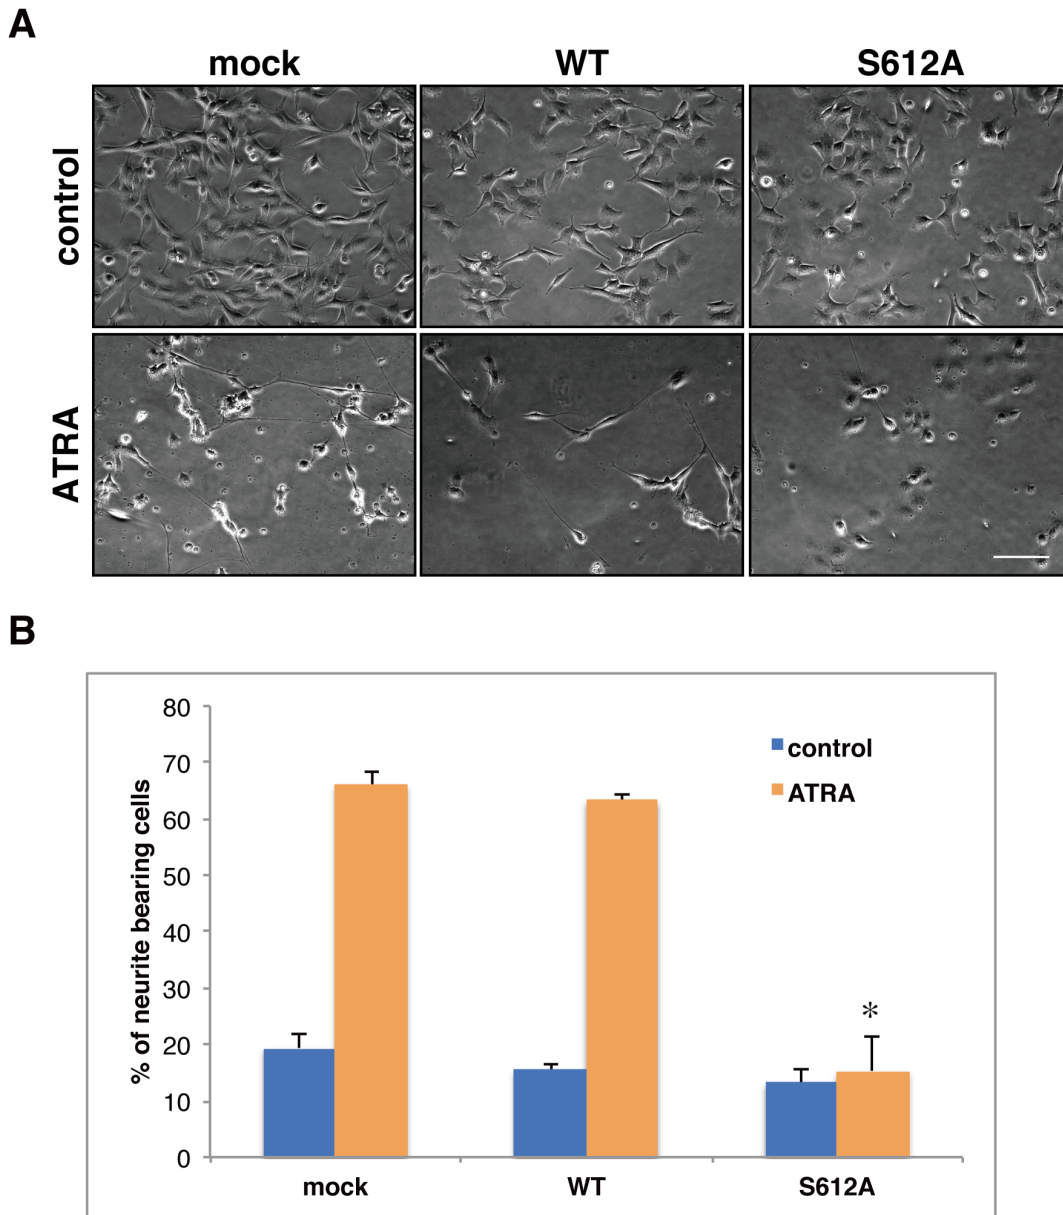 A
mock WT S612A
control
ATRA
B
% of neurite bearing cells
80
70
60
50
40
30
20
10
0
control
ATRA
*
mock WT S612A